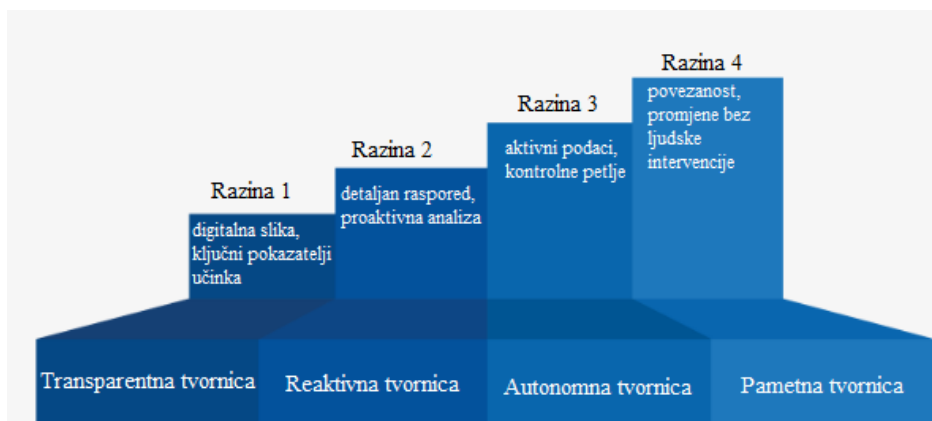 Razina 1
digitalna slika,
ključni pokazatelji
učinka
Razina 2
detaljan raspored,
proaktivna analiza
Razina 3
aktivni podaci,
kontrolne petlje
Razina 4
povezanost,
promjene bez
ljudske
intervencije
Transparentna tvornica
Reaktivna tvornica
Autonomna tvornica
Pametna tvornica